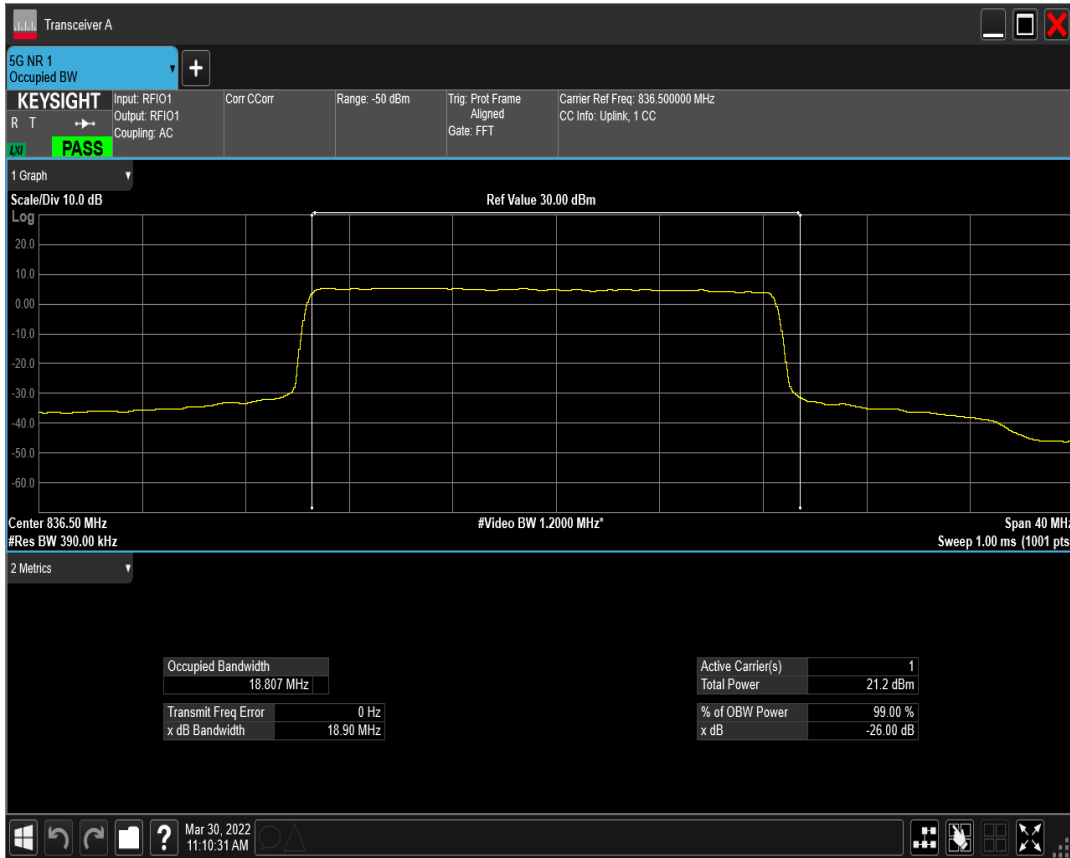 Transceiver A
5G NR 1
Occupied BW
+
KEYSIGHT
R T
LXI
PASS
Input: RFIO1
Output: RFIO1
Coupling: AC
Corr CCorr
Range: -50 dBm
Trig: Prot Frame
Aligned
Gate: FFT
Carrier Ref Freq: 836.500000 MHz
CC Info: Uplink, 1 CC
1 Graph
Scale/Div 10.0 dB
Ref Value 30.00 dBm
Log
20.0
10.0
0.00
-10.0
-20.0
-30.0
-40.0
-50.0
-60.0
Center 836.50 MHz
#Video BW 1.2000 MHz*
Span 40 MHz
#Res BW 390.00 kHz
Sweep 1.00 ms (1001 pts
2 Metrics
Occupied Bandwidth
18.807 MHz
Transmit Freq Error 0 Hz
x dB Bandwidth 18.90 MHz
Active Carrier(s) 1
Total Power 21.2 dBm
% of OBW Power 99.00 %
x dB -26.00 dB
?
Mar 30, 2022
11:10:31 AM